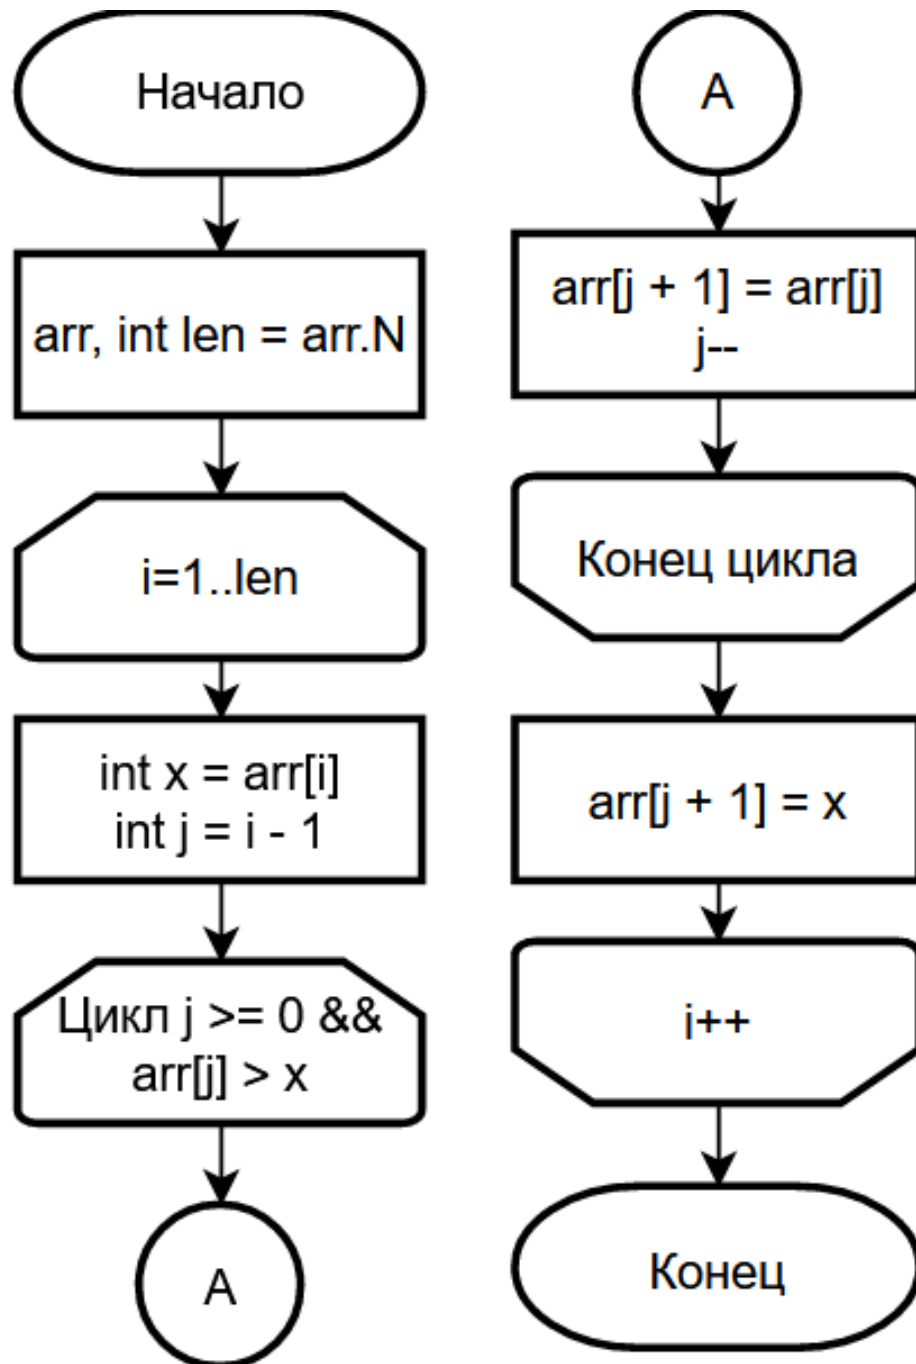 Начало
arr, int len = arr.N
i=1..len
int x = arr[i]
int j = i - 1
Цикл j >= 0 &&
arr[j] > x
A
A
arr[j + 1] = arr[j]
j--
Конец цикла
arr[j + 1] = x
i++
Конец